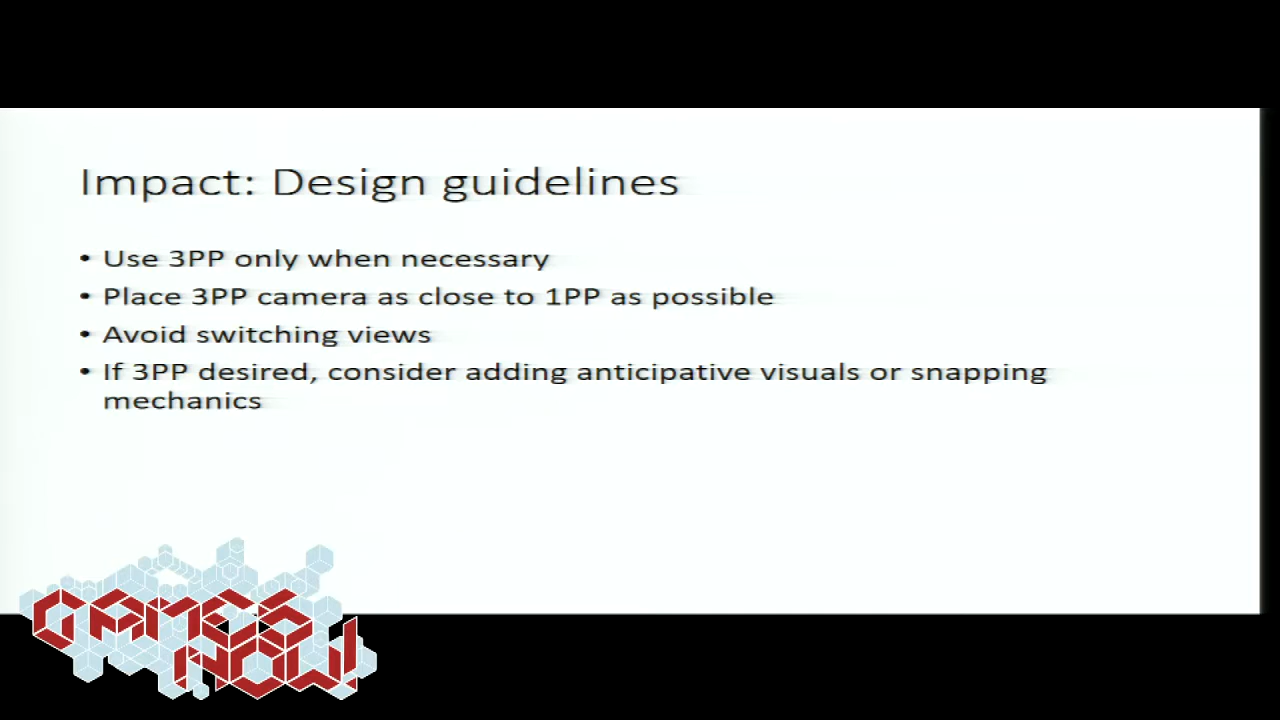 Impact: Design guidelines
• Use 3PP only when necessary
• Place 3PP camera as close to 1PP as possible
• Avoid switching views
• If 3PP desired, consider adding anticipative visuals or snapping
mechanics
GAMES
NOW!